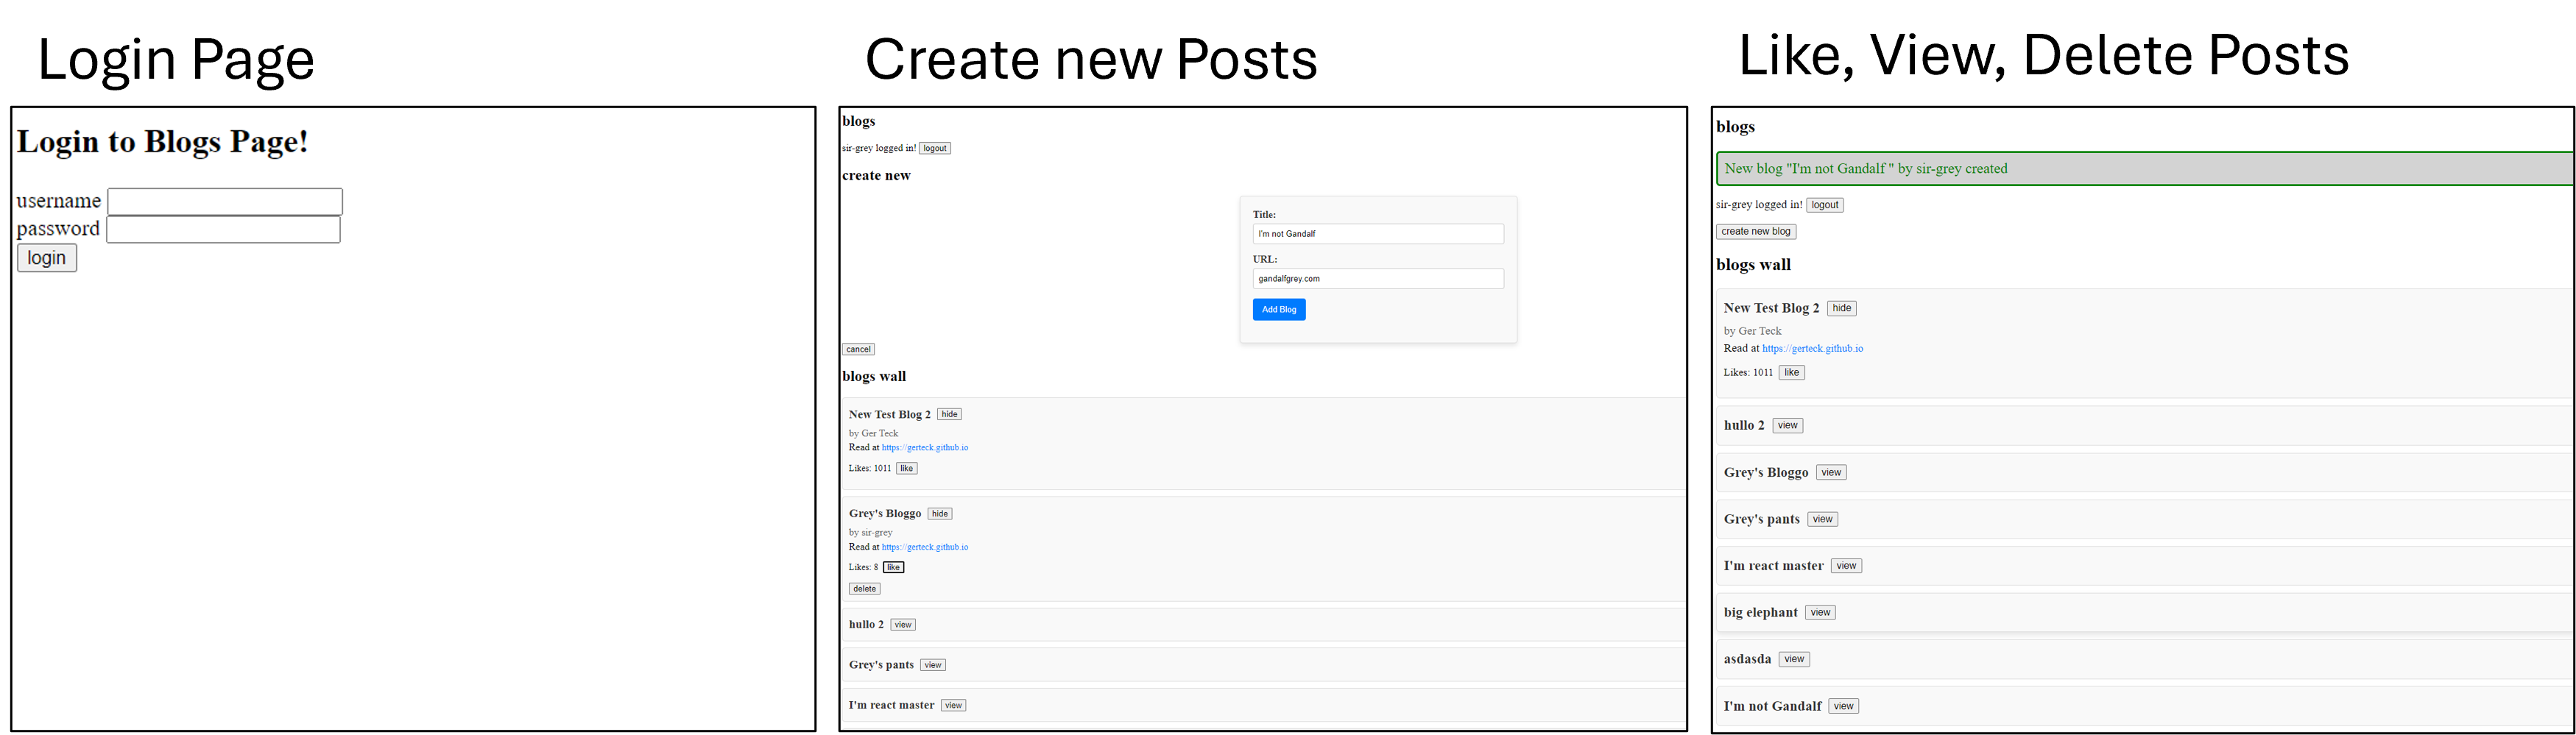 Login Page
Login to Blogs Page!
username
password
login
Create new Posts
blogs
sir-grey logged in! logout
create new
Title:
I'm not Gandalf
URL:
gandalfgrey.com
Add Blog
cancel
blogs wall
New Test Blog 2 hide
by Ger Teck
Read at https://gerteck.github.io
Likes: 1011 like
Grey's Bloggo hide
by sir-grey
Read at https://gerteck.github.io
Likes: 8 like
delete
hullo 2 view
Grey's pants view
I'm react master view
Like, View, Delete Posts
blogs
New blog "I'm not Gandalf " by sir-grey created
sir-grey logged in! logout
create new blog
blogs wall
New Test Blog 2 hide
by Ger Teck
Read at https://gerteck.github.io
Likes: 1011 like
hullo 2 view
Grey's Bloggo view
Grey's pants view
I'm react master view
big elephant view
asdasda view
I'm not Gandalf view